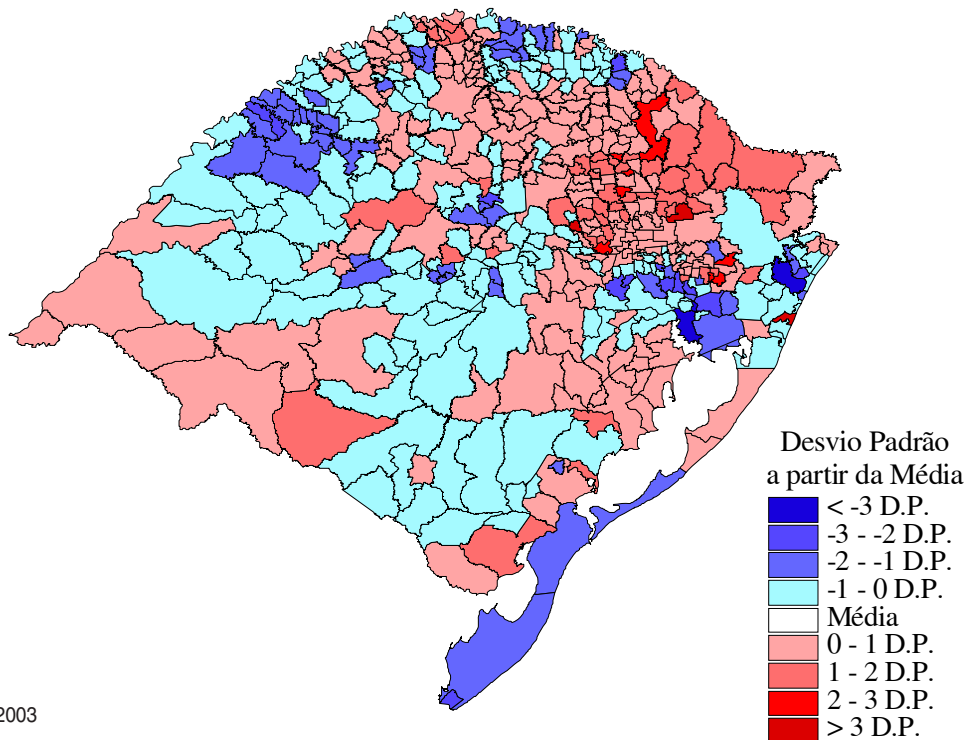 Desvio Padrão
a partir da Média
< -3 D.P.
-3 - -2 D.P.
-2 - -1 D.P.
-1 - 0 D.P.
Média
0 - 1 D.P.
1 - 2 D.P.
2 - 3 D.P.
> 3 D.P.
2003